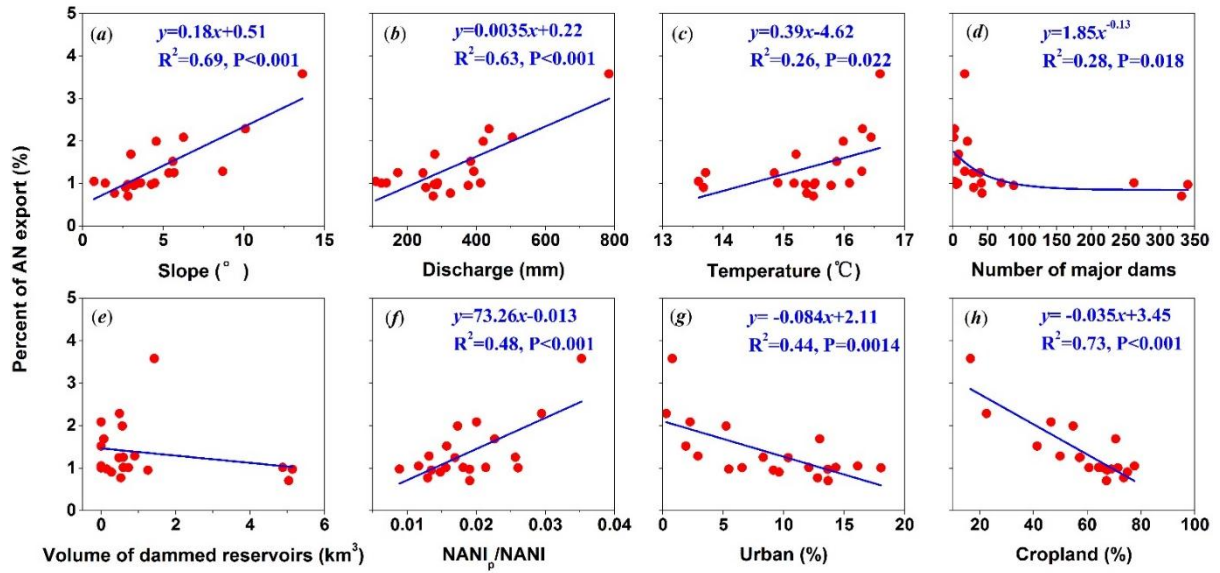 Percent of AN export (%)
5
4
3
2
1
0
(a)
y=0.18x+0.51
R²=0.69, P<0.001
0 5 10 15
Slope (°)
(b)
y=0.0035x+0.22
R²=0.63, P<0.001
200 400 600 800
Discharge (mm)
(c)
y=0.39x-4.62
R²=0.26, P=0.022
13 14 15 16 17
Temperature (℃)
(d)
y=1.85x^-0.13
R²=0.28, P=0.018
0 50 100 150 200 250 300 350
Number of major dams
5
4
3
2
1
0
(e)
0 2 4 6
Volume of dammed reservoirs (km³)
(f)
y=73.26x-0.013
R²=0.48, P<0.001
0.01 0.02 0.03 0.04
NANIₚ/NANI
(g)
y= -0.084x+2.11
R²=0.44, P=0.0014
0 5 10 15 20
Urban (%)
(h)
y= -0.035x+3.45
R²=0.73, P<0.001
20 40 60 80 100
Cropland (%)